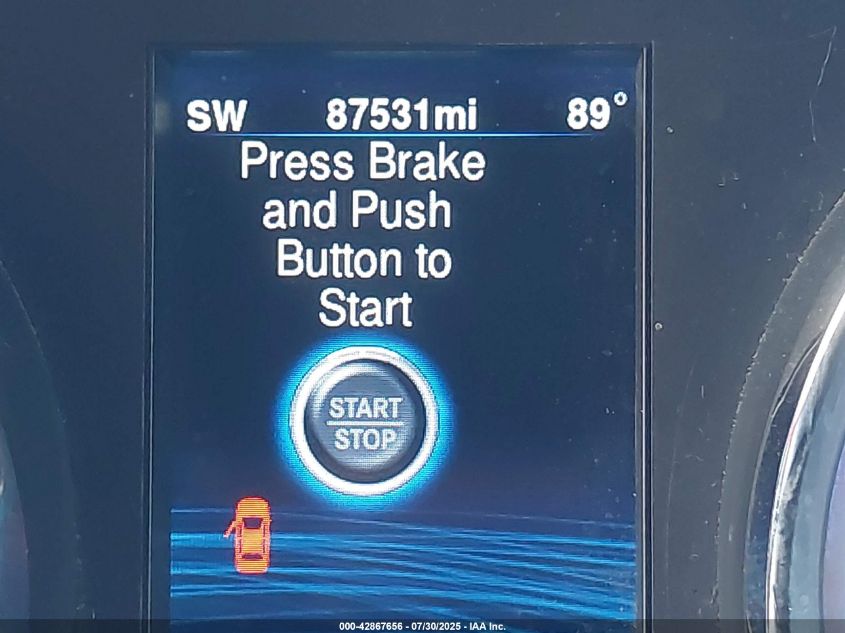 SW 87531mi 89°
Press Brake
and Push
Button to
Start
START
STOP
000-42867656 - 07/30/2025 - IAA Inc.